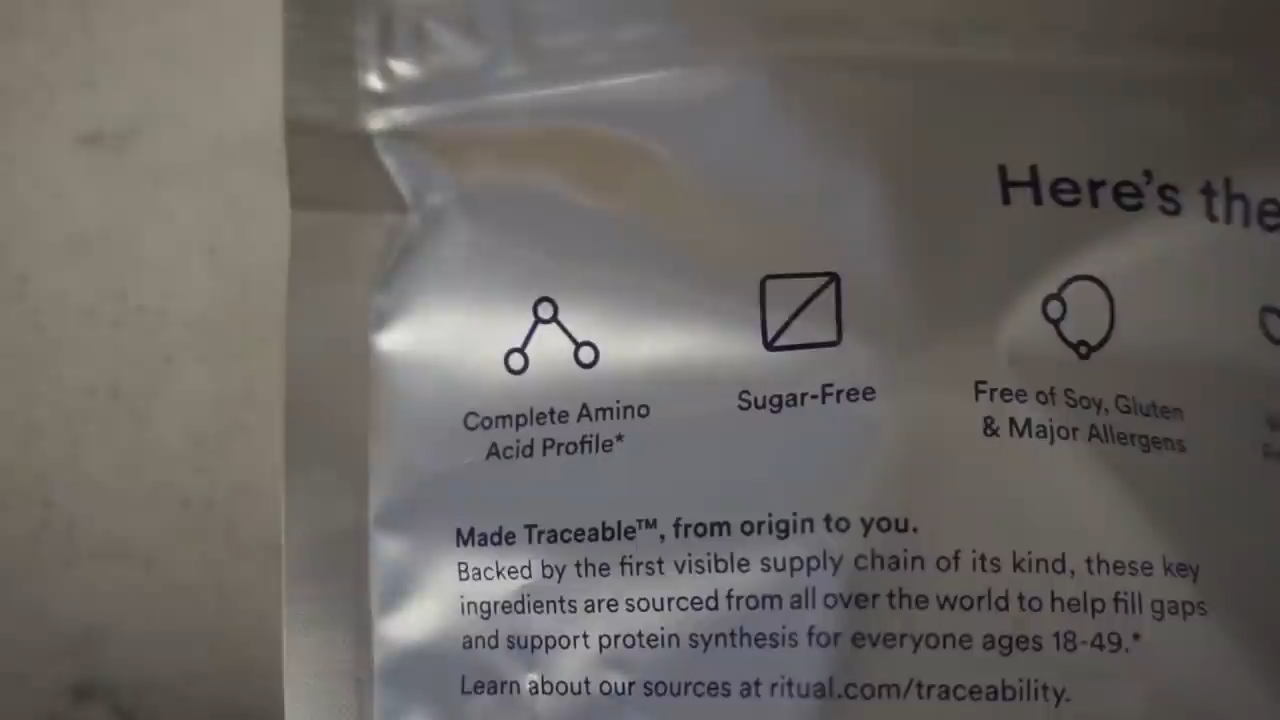 Here's the
Complete Amino
Acid Profile*
Sugar-Free
Free of Soy, Gluten
& Major Allergens
Made Traceable™, from origin to you.
Backed by the first visible supply chain of its kind, these key
ingredients are sourced from all over the world to help fill gaps
and support protein synthesis for everyone ages 18-49.*
Learn about our sources at ritual.com/traceability.